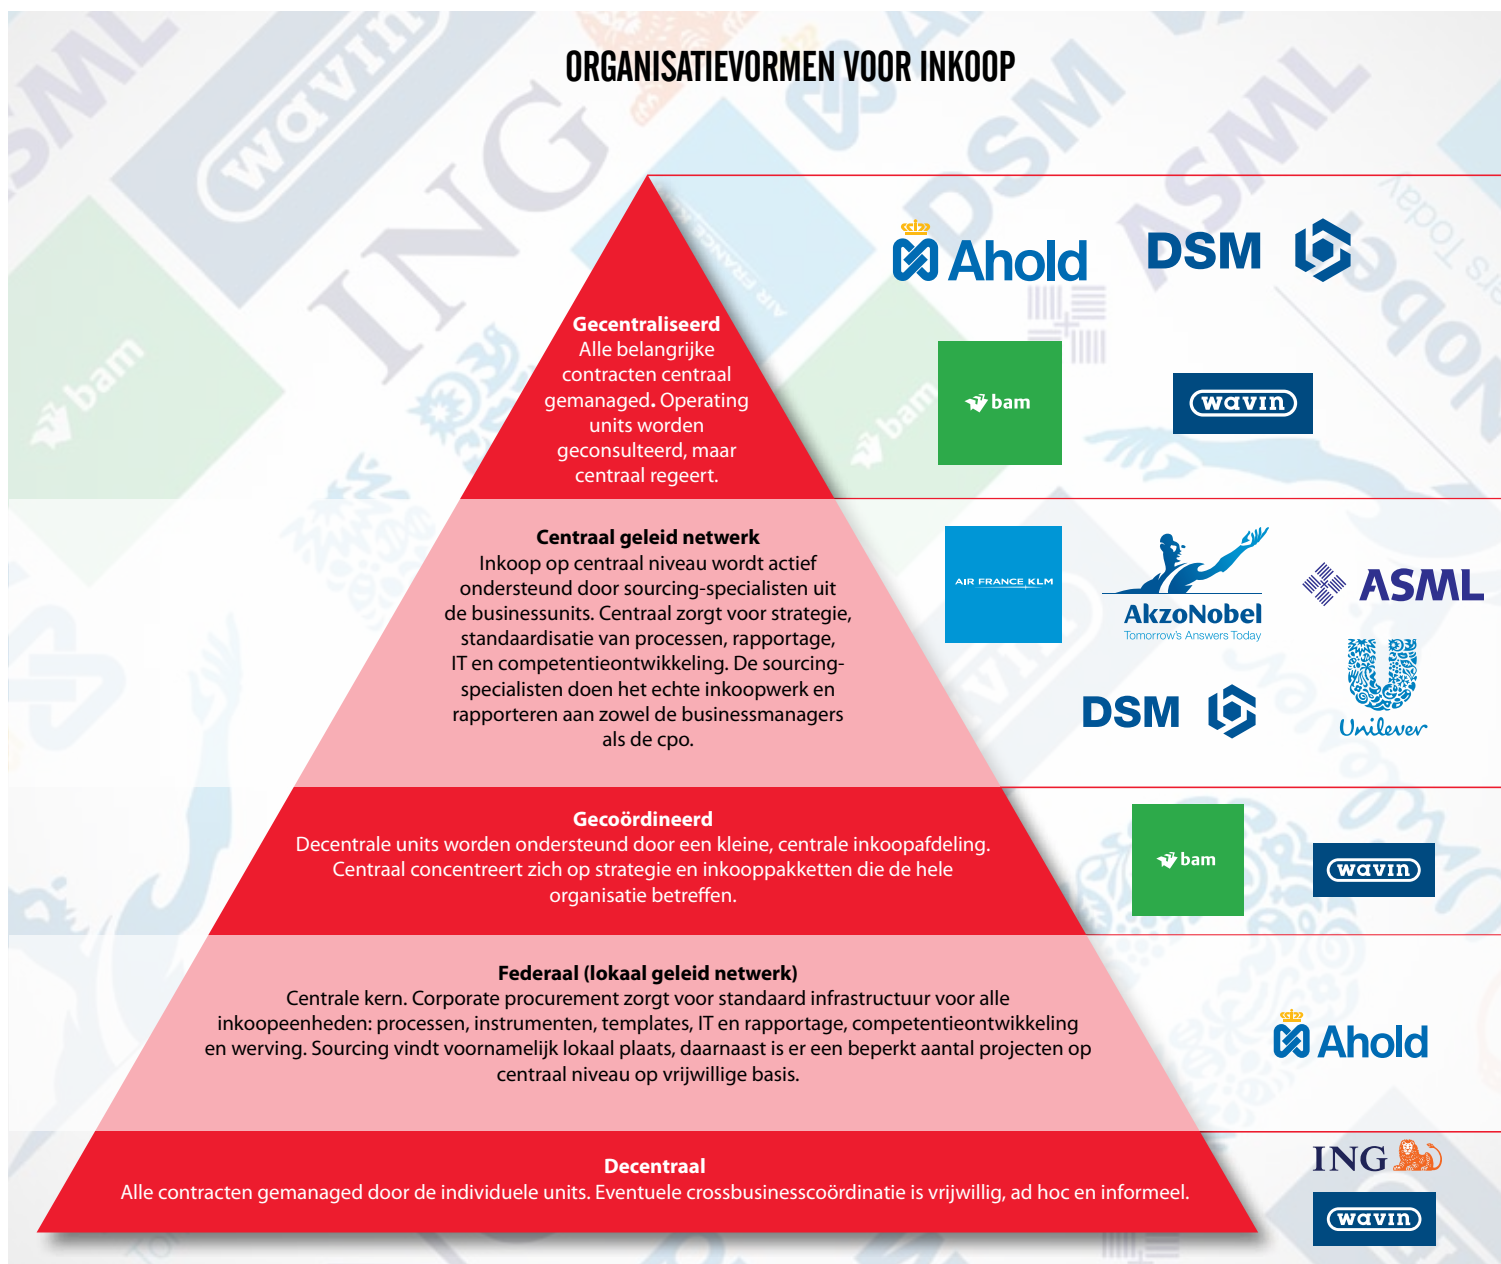 ORGANISATIEVORMEN VOOR INKOOP
Gecentraliseerd
Alle belangrijke
contracten centraal
gemanaged. Operating
units worden
geconsulteerd, maar
centraal regeert.
Ahold
DSM
bam
wavin
Centraal geleid netwerk
Inkoop op centraal niveau wordt actief
ondersteund door sourcing-specialisten uit
de businessunits. Centraal zorgt voor strategie,
standaardisatie van processen, rapportage,
IT en competentieontwikkeling. De sourcing-
specialisten doen het echte inkoopwerk en
rapporteren aan zowel de businessmanagers
als de cpo.
AIR FRANCE KLM
AkzoNobel
Tomorrow's Answers Today
ASML
DSM
Unilever
Gecoördineerd
Decentrale units worden ondersteund door een kleine, centrale inkoopafdeling.
Centraal concentreert zich op strategie en inkooppakketten die de hele
organisatie betreffen.
bam
wavin
Federaal (lokaal geleid netwerk)
Centrale kern. Corporate procurement zorgt voor standaard infrastructuur voor alle
inkoopeenheden: processen, instrumenten, templates, IT en rapportage, competentieontwikkeling
en werving. Sourcing vindt voornamelijk lokaal plaats, daarnaast is er een beperkt aantal projecten op
centraal niveau op vrijwillige basis.
Ahold
Decentraal
Alle contracten gemanaged door de individuele units. Eventuele crossbusinesscoördinatie is vrijwillig, ad hoc en informeel.
ING
wavin